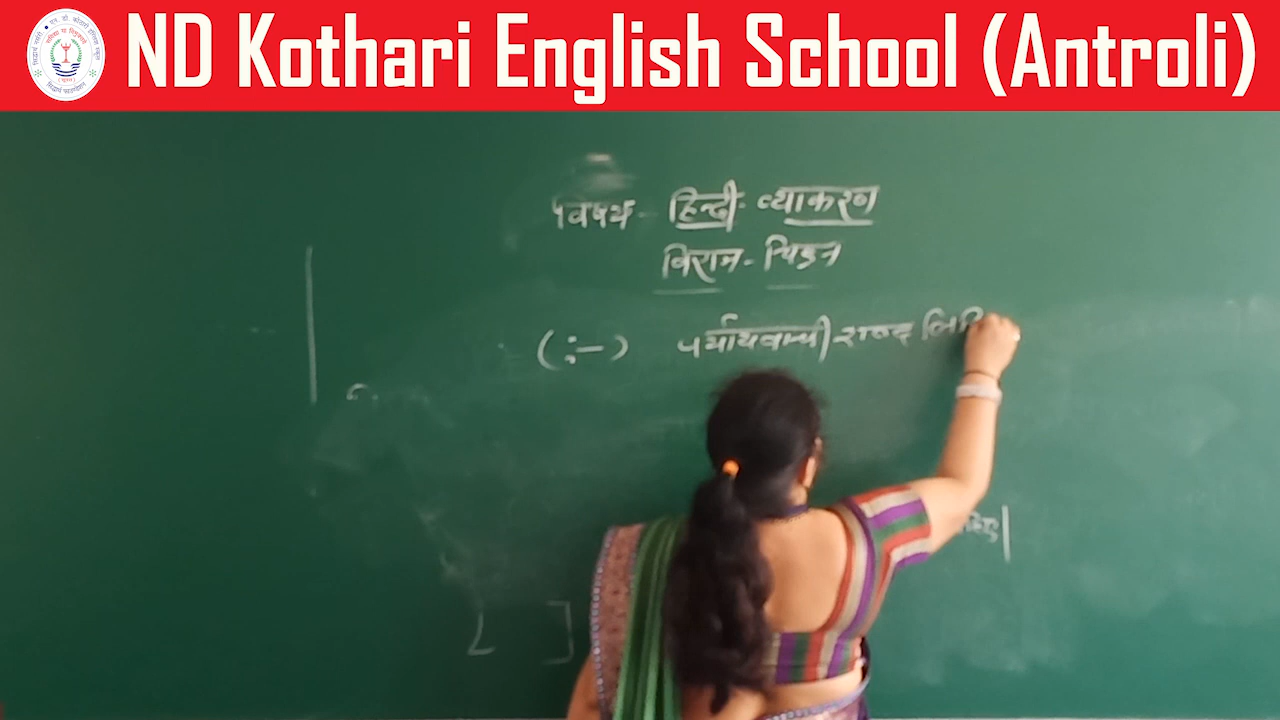 ND Kothari English School (Antroli)
विषय - हिन्दी व्याकरण
विराम - चिह्न
( :- ) पर्यायवाची शब्द